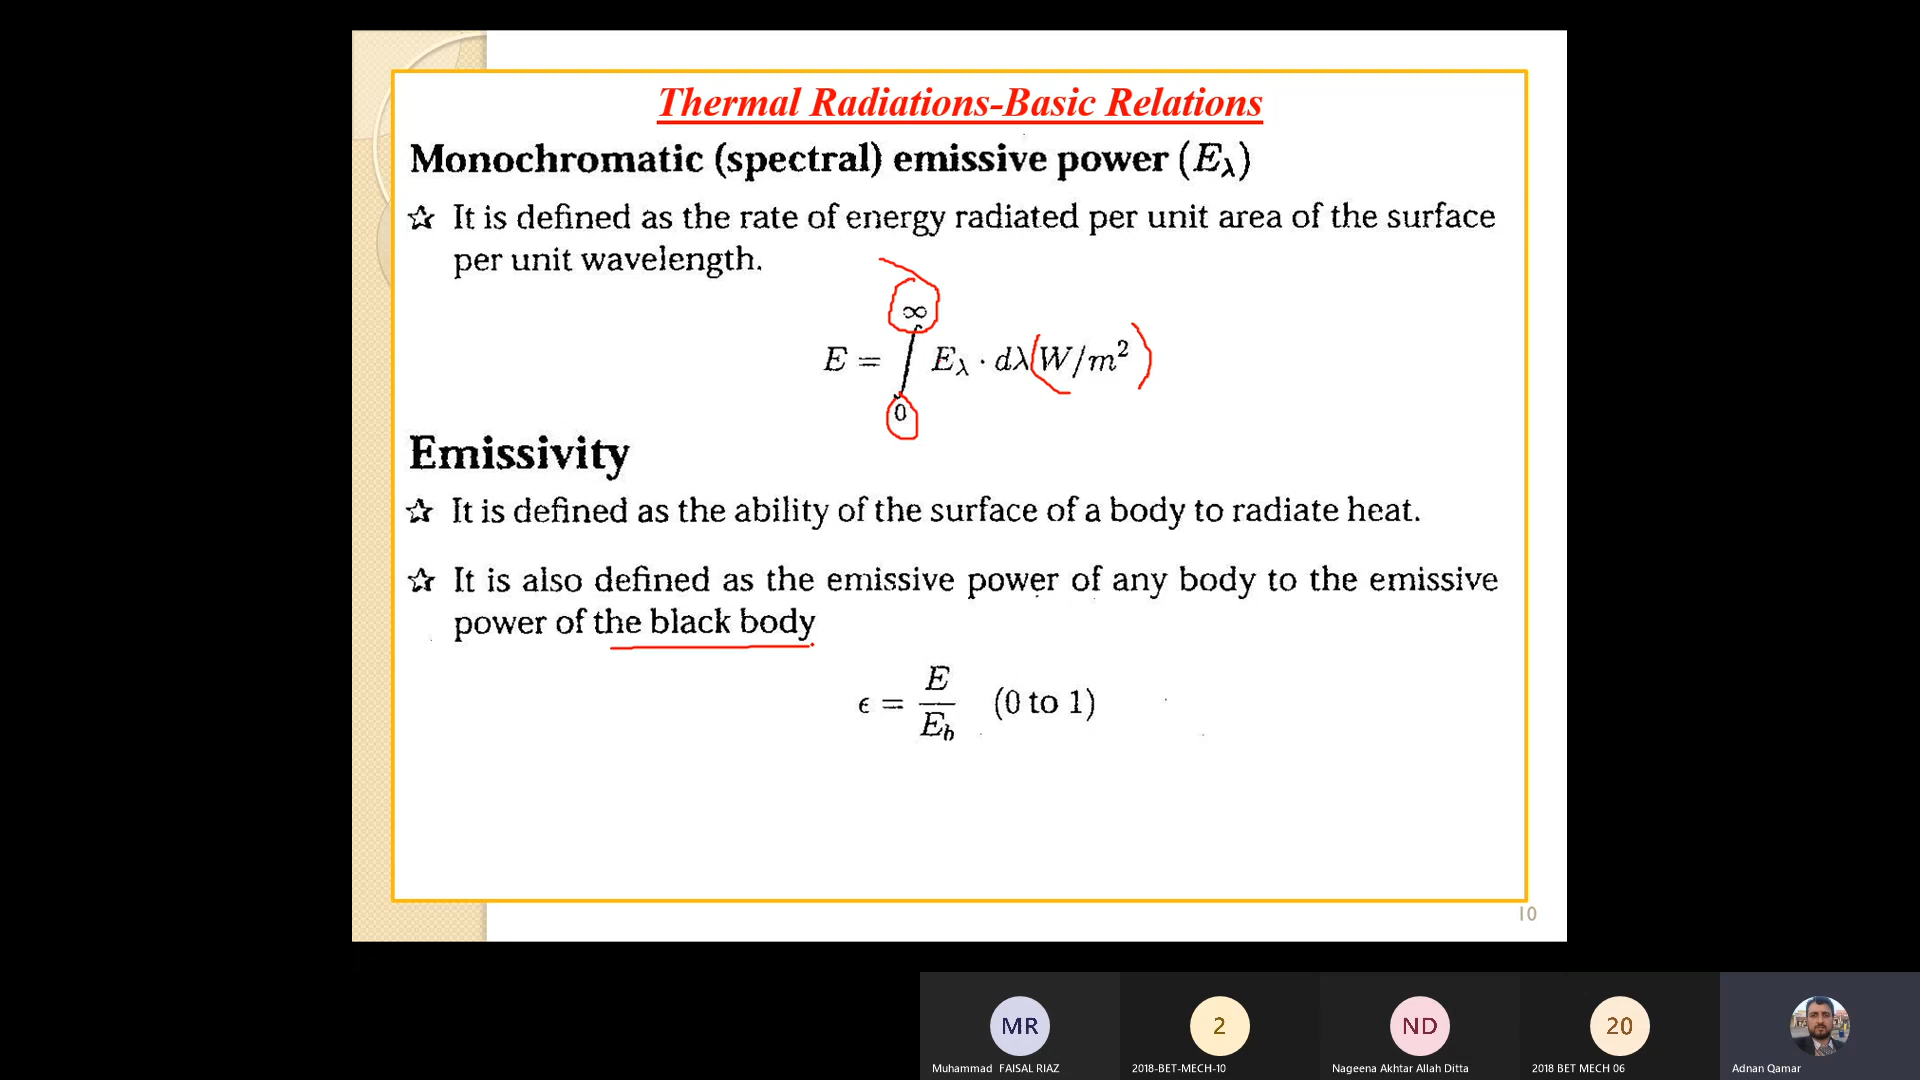 Thermal Radiations-Basic Relations
Monochromatic (spectral) emissive power (E_λ)
☆ It is defined as the rate of energy radiated per unit area of the surface
per unit wavelength.
E = ∫₀^∞ E_λ · dλ(W/m²)
Emissivity
☆ It is defined as the ability of the surface of a body to radiate heat.
☆ It is also defined as the emissive power of any body to the emissive
power of the black body
ϵ = E/E_b (0 to 1)
10
MR
2
ND
20
Muhammad FAISAL RIAZ
2018-BET-MECH-10
Nageena Akhtar Allah Ditta
2018 BET MECH 06
Adnan Qamar